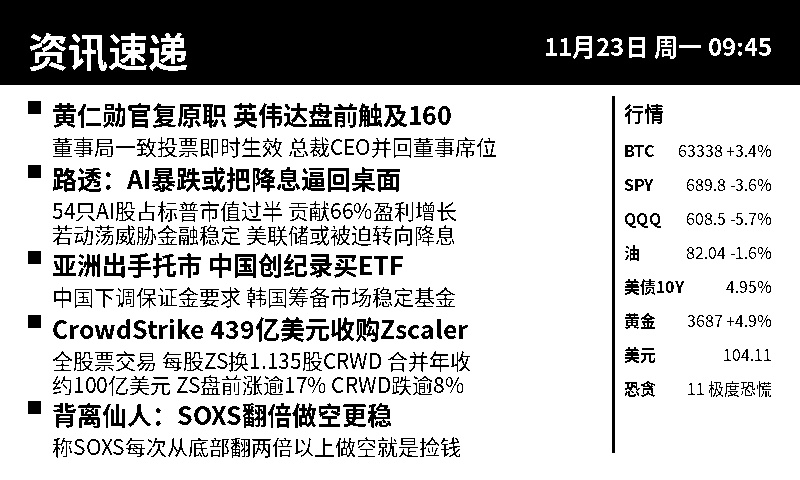 资讯速递
11月23日 周一 09:45
黄仁勋官复原职 英伟达盘前触及160
董事局一致投票即时生效 总裁CEO并回董事席位
路透：AI暴跌或把降息逼回桌面
54只AI股占标普市值过半 贡献66%盈利增长
若动荡威胁金融稳定 美联储或被迫转向降息
亚洲出手托市 中国创纪录买ETF
中国下调保证金要求 韩国筹备市场稳定基金
CrowdStrike 439亿美元收购Zscaler
全股票交易 每股ZS换1.135股CRWD 合并年收
约100亿美元 ZS盘前涨逾17% CRWD跌逾8%
背离仙人：SOXS翻倍做空更稳
称SOXS每次从底部翻两倍以上做空就是捡钱
行情
BTC 63338 +3.4%
SPY 689.8 -3.6%
QQQ 608.5 -5.7%
油 82.04 -1.6%
美债10Y 4.95%
黄金 3687 +4.9%
美元 104.11
恐贪 11 极度恐慌